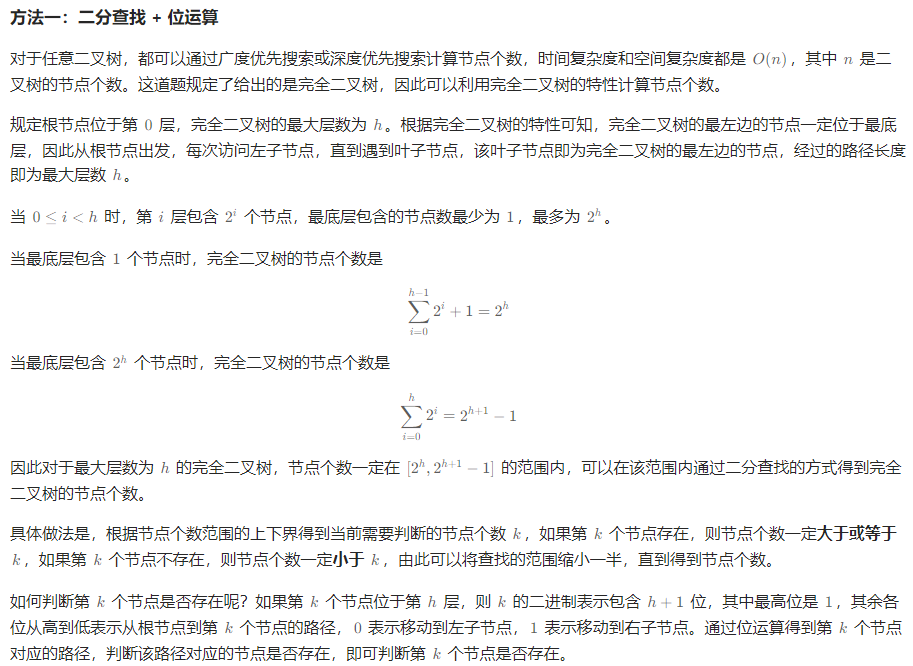 方法一：二分查找 + 位运算
对于任意二叉树，都可以通过广度优先搜索或深度优先搜索计算节点个数，时间复杂度和空间复杂度都是 O(n)，其中 n 是二
叉树的节点个数。这道题规定了给出的是完全二叉树，因此可以利用完全二叉树的特性计算节点个数。
规定根节点位于第 0 层，完全二叉树的最大层数为 h。根据完全二叉树的特性可知，完全二叉树的最左边的节点一定位于最底
层，因此从根节点出发，每次访问左子节点，直到遇到叶子节点，该叶子节点即为完全二叉树的最左边的节点，经过的路径长度
即为最大层数 h。
当 0 ≤ i < h 时，第 i 层包含 2^i 个节点，最底层包含的节点数最少为 1，最多为 2^h。
当最底层包含 1 个节点时，完全二叉树的节点个数是
∑_{i=0}^{h−1} 2^i + 1 = 2^h
当最底层包含 2^h 个节点时，完全二叉树的节点个数是
∑_{i=0}^{h} 2^i = 2^{h+1} − 1
因此对于最大层数为 h 的完全二叉树，节点个数一定在 [2^h, 2^{h+1} − 1] 的范围内，可以在该范围内通过二分查找的方式得到完全
二叉树的节点个数。
具体做法是，根据节点个数范围的上下界得到当前需要判断的节点个数 k，如果第 k 个节点存在，则节点个数一定大于或等于
k，如果第 k 个节点不存在，则节点个数一定小于 k，由此可以将查找的范围缩小一半，直到得到节点个数。
如何判断第 k 个节点是否存在呢？如果第 k 个节点位于第 h 层，则 k 的二进制表示包含 h + 1 位，其中最高位是 1，其余各
位从高到低表示从根节点到第 k 个节点的路径，0 表示移动到左子节点，1 表示移动到右子节点。通过位运算得到第 k 个节点
对应的路径，判断该路径对应的节点是否存在，即可判断第 k 个节点是否存在。